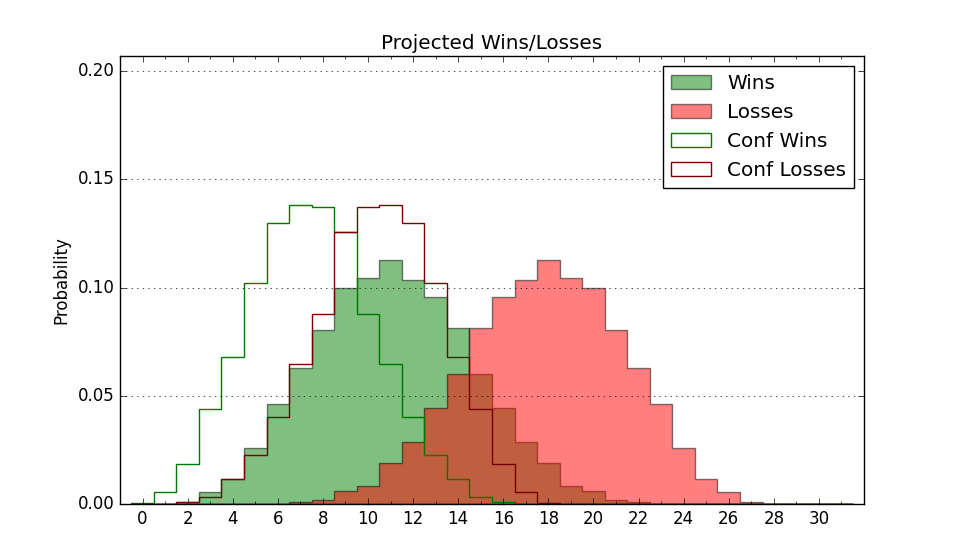 Projected Wins/Losses
0.20
0.15
0.10
0.05
0.00
Probability
Wins
Losses
Conf Wins
Conf Losses
0 2 4 6 8 10 12 14 16 18 20 22 24 26 28 30